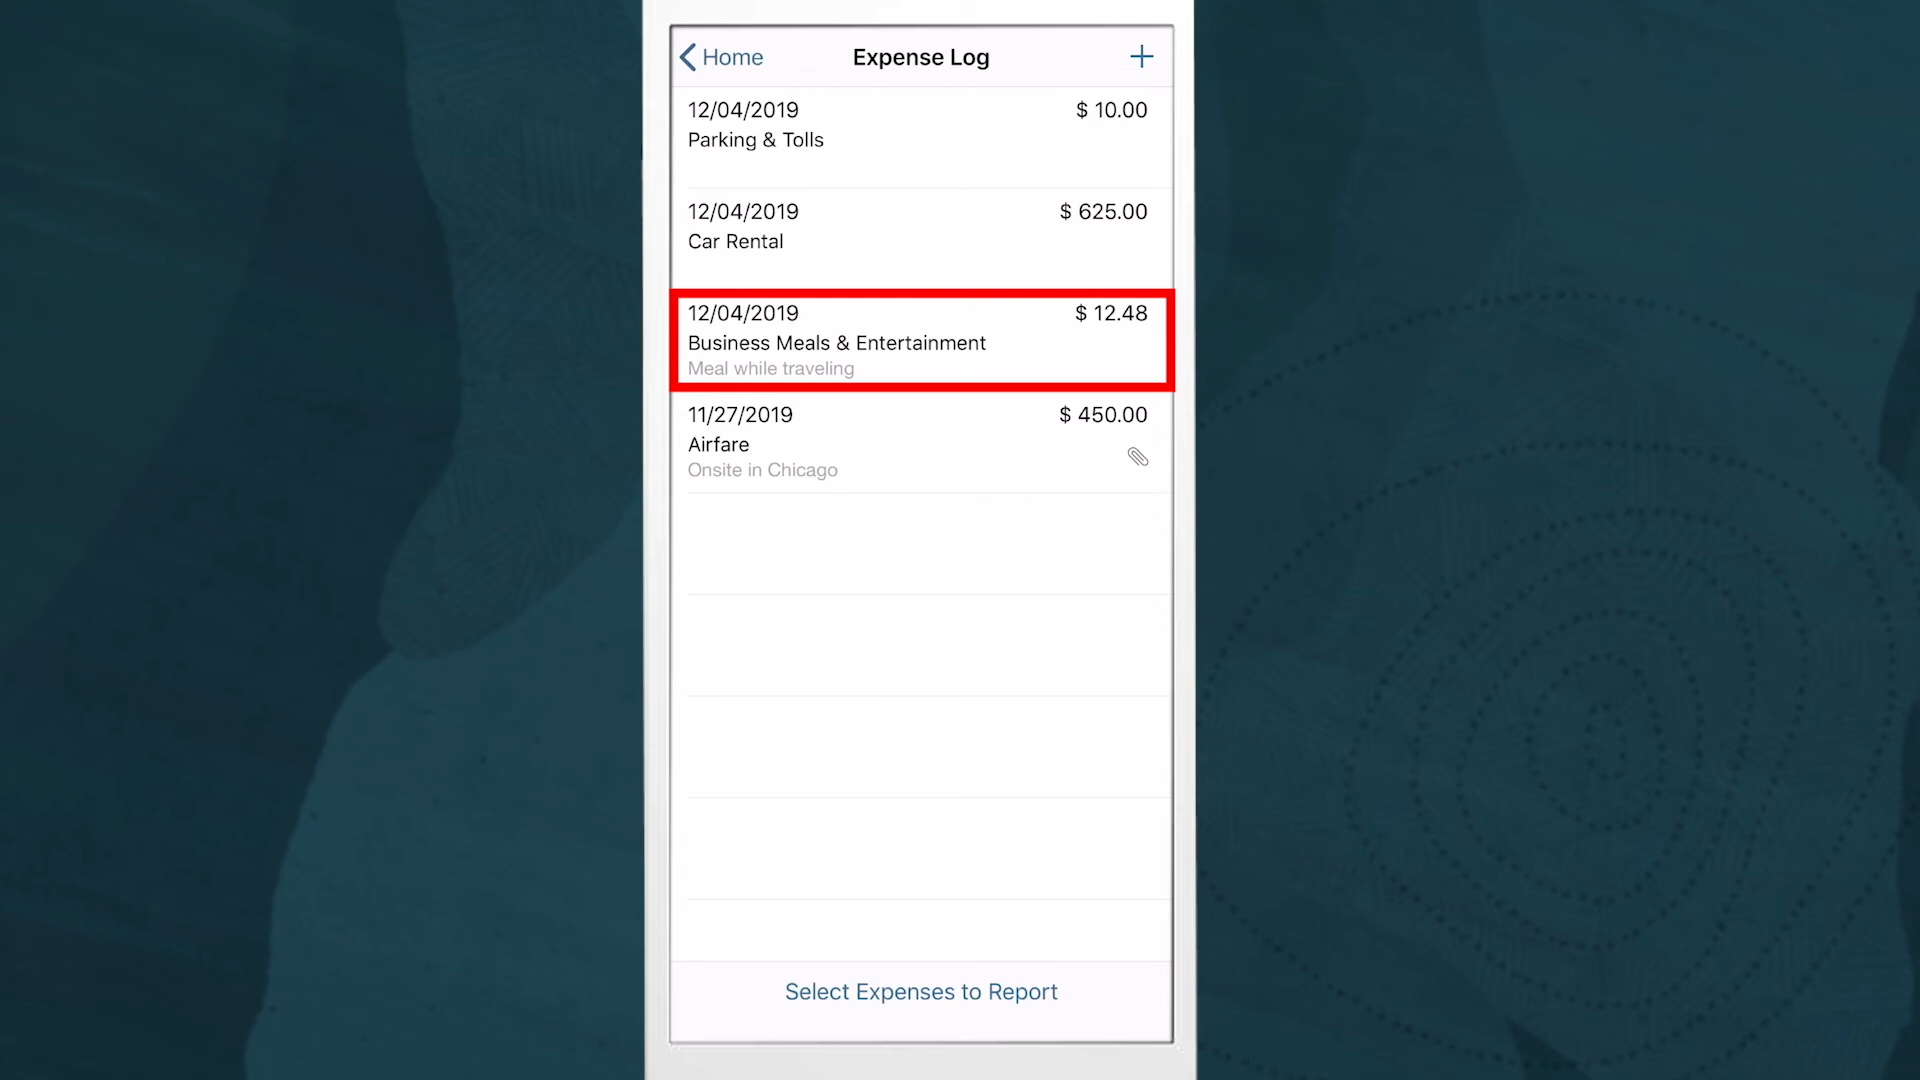 Home
Expense Log
12/04/2019
$ 10.00
Parking & Tolls
12/04/2019
$ 625.00
Car Rental
12/04/2019
$ 12.48
Business Meals & Entertainment
Meal while traveling
11/27/2019
$ 450.00
Airfare
Onsite in Chicago
Select Expenses to Report